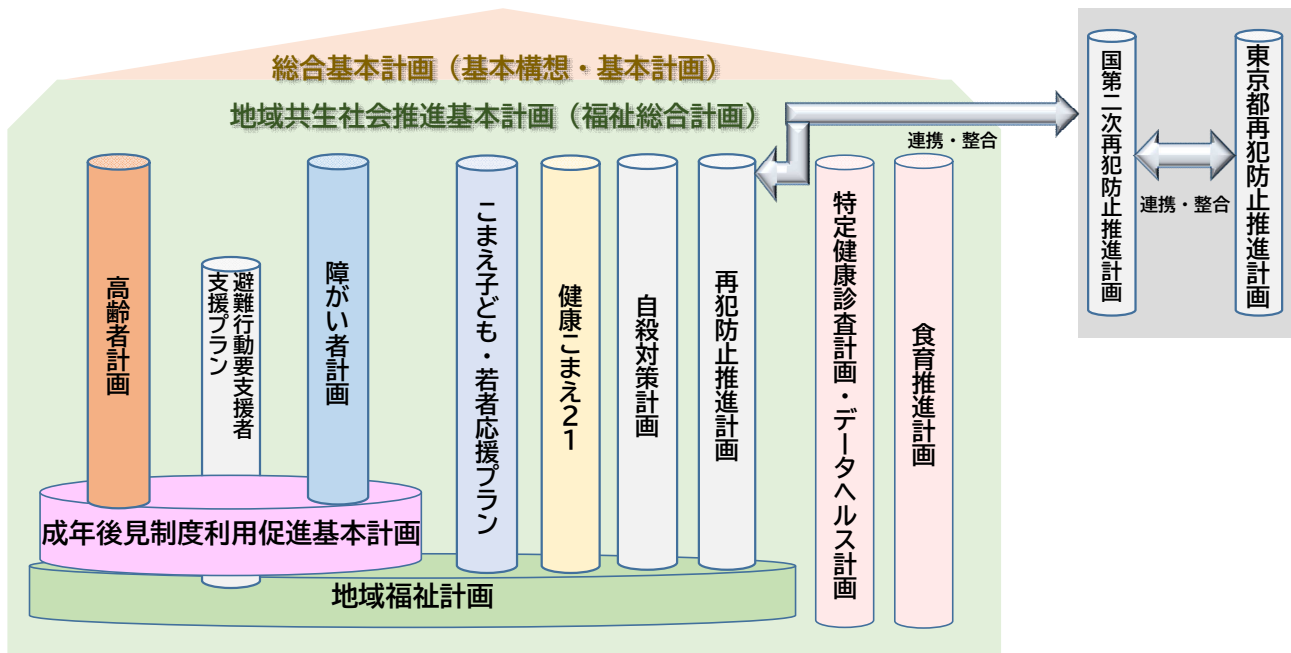 総合基本計画（基本構想・基本計画）
地域共生社会推進基本計画（福祉総合計画）
連携・整合
国第二次再犯防止推進計画
連携・整合
東京都再犯防止推進計画
高齢者計画
避難行動要支援者
支援プラン
障がい者計画
こまえ子ども・若者応援プラン
健康こまえ２１
自殺対策計画
再犯防止推進計画
特定健康診査計画・データヘルス計画
食育推進計画
成年後見制度利用促進基本計画
地域福祉計画